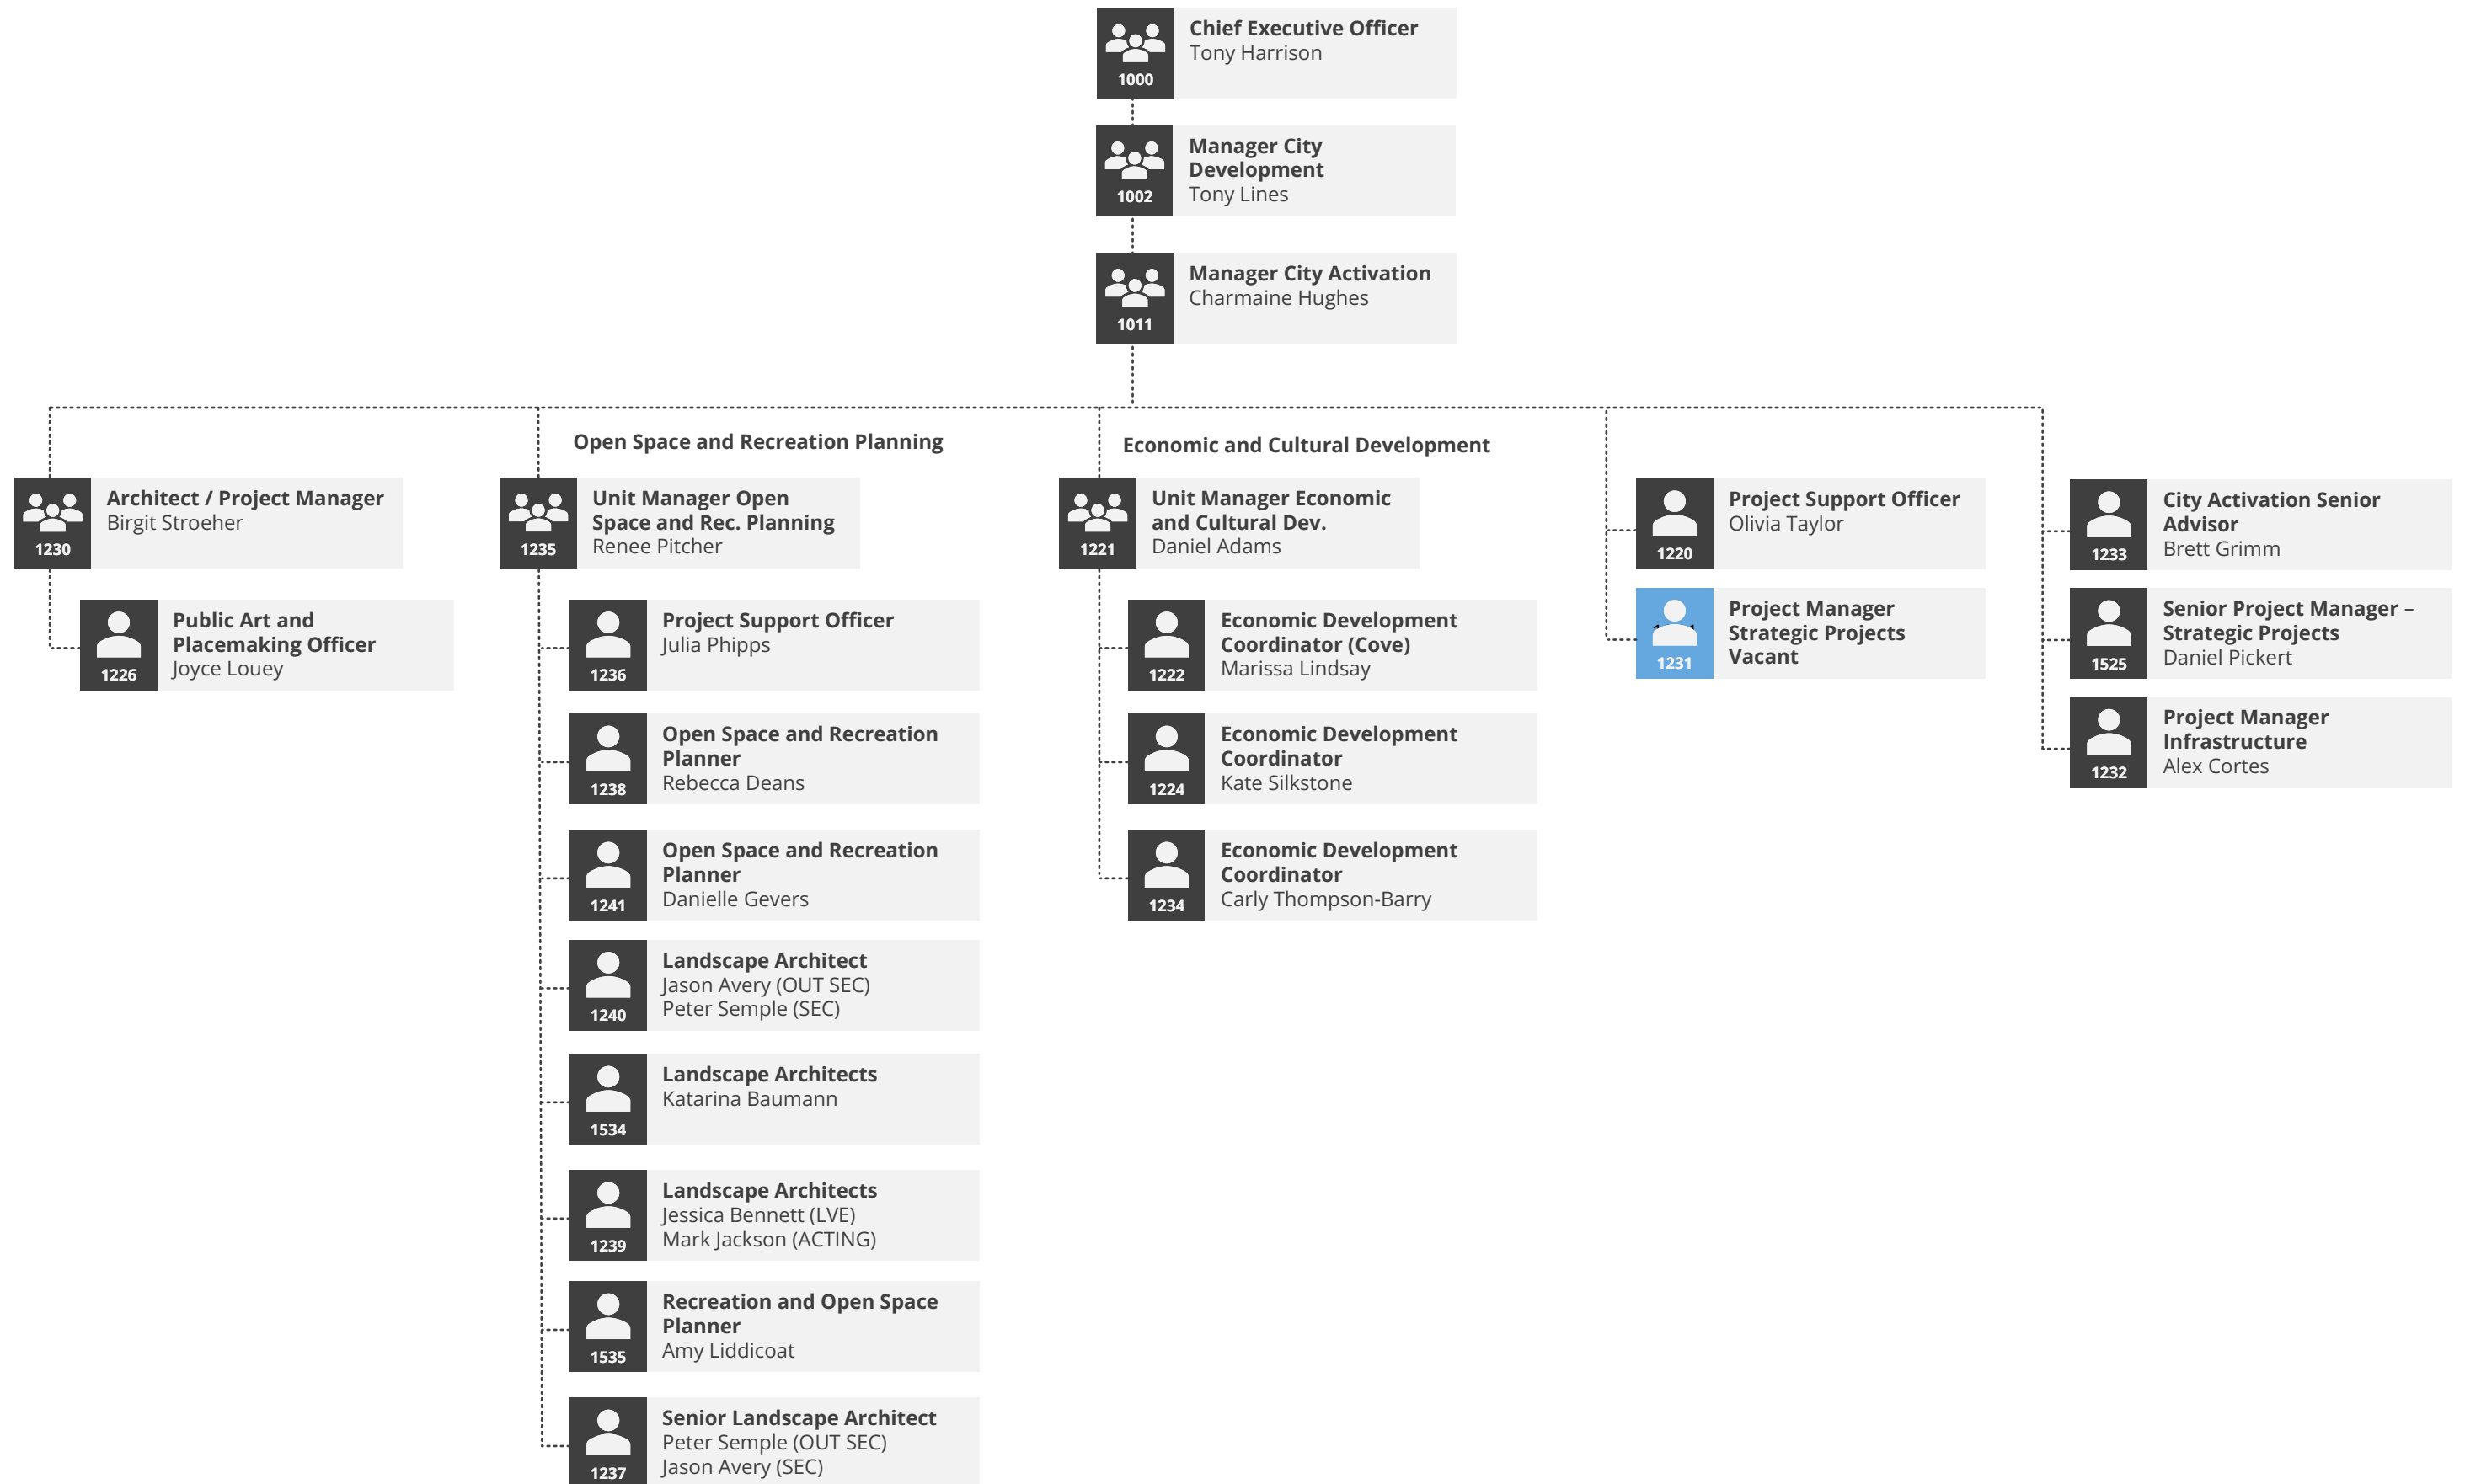 Chief Executive Officer
Tony Harrison
1000
Manager City
Development
Tony Lines
1002
Manager City Activation
Charmaine Hughes
1011
Open Space and Recreation Planning
Economic and Cultural Development
Architect / Project Manager
Birgit Stroeher
1230
Public Art and
Placemaking Officer
Joyce Louey
1226
Unit Manager Open
Space and Rec. Planning
Renee Pitcher
1235
Project Support Officer
Julia Phipps
1236
Open Space and Recreation
Planner
Rebecca Deans
1238
Open Space and Recreation
Planner
Danielle Gevers
1241
Landscape Architect
Jason Avery (OUT SEC)
Peter Semple (SEC)
1240
Landscape Architects
Katarina Baumann
1534
Landscape Architects
Jessica Bennett (LVE)
Mark Jackson (ACTING)
1239
Recreation and Open Space
Planner
Amy Liddicoat
1535
Senior Landscape Architect
Peter Semple (OUT SEC)
Jason Avery (SEC)
1237
Unit Manager Economic
and Cultural Dev.
Daniel Adams
1221
Economic Development
Coordinator (Cove)
Marissa Lindsay
1222
Economic Development
Coordinator
Kate Silkstone
1224
Economic Development
Coordinator
Carly Thompson-Barry
1234
Project Support Officer
Olivia Taylor
1220
Project Manager
Strategic Projects
Vacant
1231
City Activation Senior
Advisor
Brett Grimm
1233
Senior Project Manager –
Strategic Projects
Daniel Pickert
1525
Project Manager
Infrastructure
Alex Cortes
1232